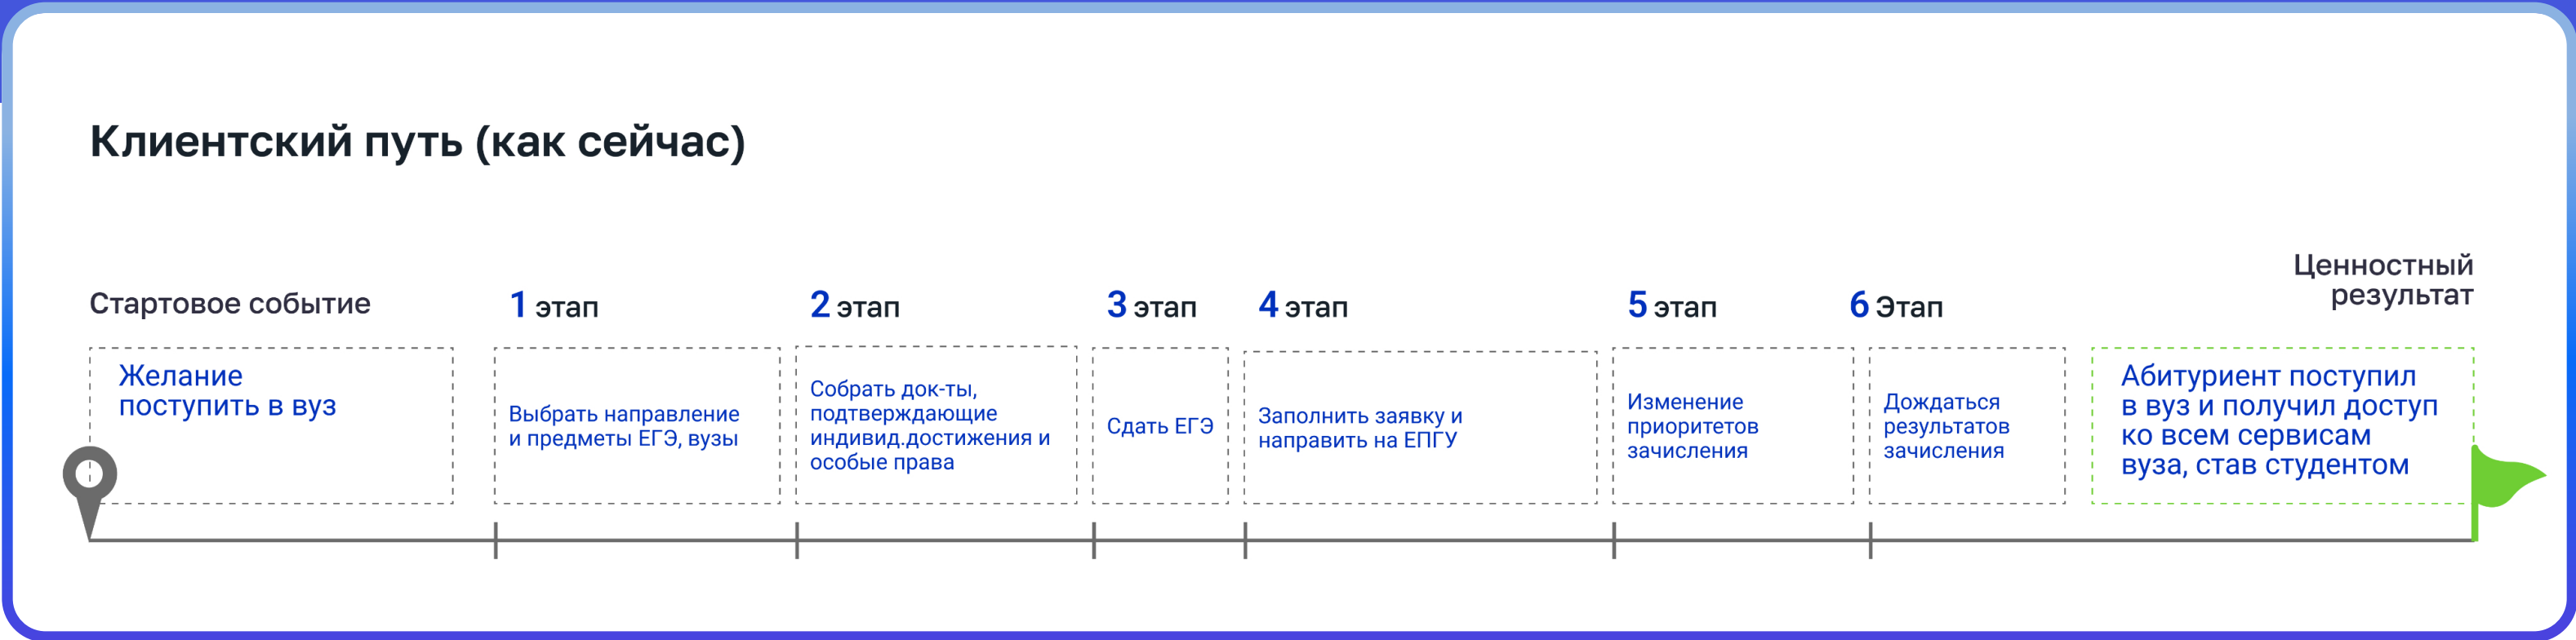 Клиентский путь (как сейчас)
Стартовое событие
Желание
поступить в вуз
1 этап
Выбрать направление
и предметы ЕГЭ, вузы
2 этап
Собрать док-ты,
подтверждающие
индивид.достижения и
особые права
3 этап
Сдать ЕГЭ
4 этап
Заполнить заявку и
направить на ЕПГУ
5 этап
Изменение
приоритетов
зачисления
6 Этап
Дождаться
результатов
зачисления
Ценностный
результат
Абитуриент поступил
в вуз и получил доступ
ко всем сервисам
вуза, став студентом